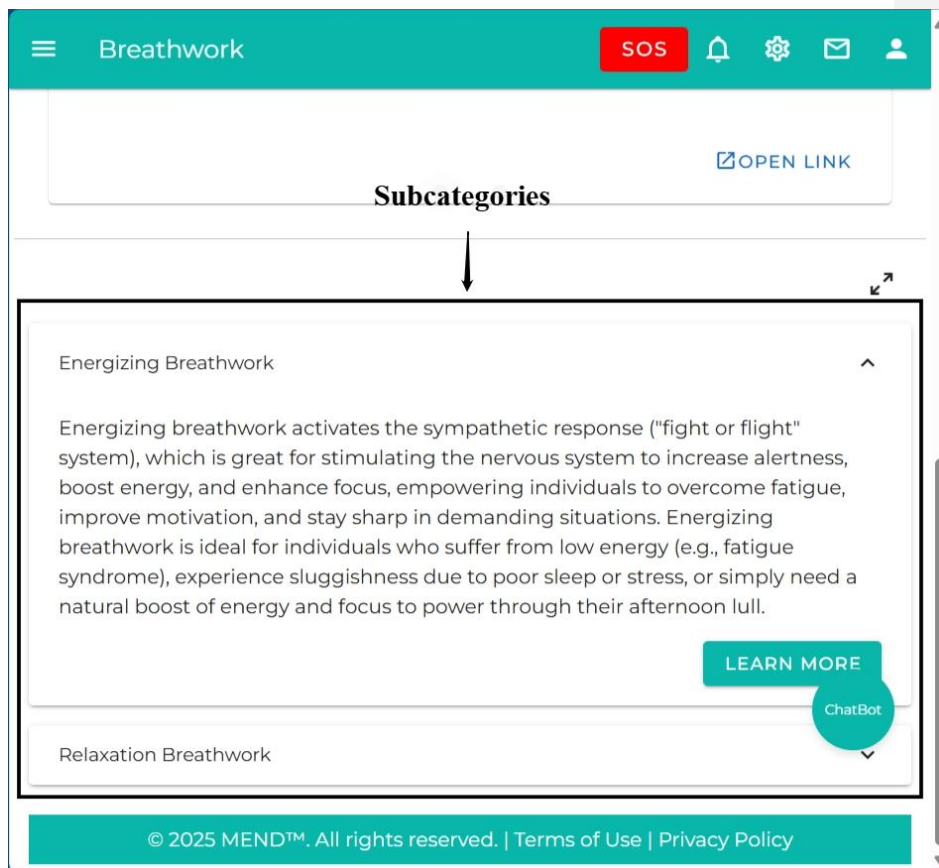 Breathwork
SOS
OPEN LINK
Subcategories
Energizing Breathwork
Energizing breathwork activates the sympathetic response ("fight or flight"
system), which is great for stimulating the nervous system to increase alertness,
boost energy, and enhance focus, empowering individuals to overcome fatigue,
improve motivation, and stay sharp in demanding situations. Energizing
breathwork is ideal for individuals who suffer from low energy (e.g., fatigue
syndrome), experience sluggishness due to poor sleep or stress, or simply need a
natural boost of energy and focus to power through their afternoon lull.
LEARN MORE
ChatBot
Relaxation Breathwork
© 2025 MEND™. All rights reserved. | Terms of Use | Privacy Policy